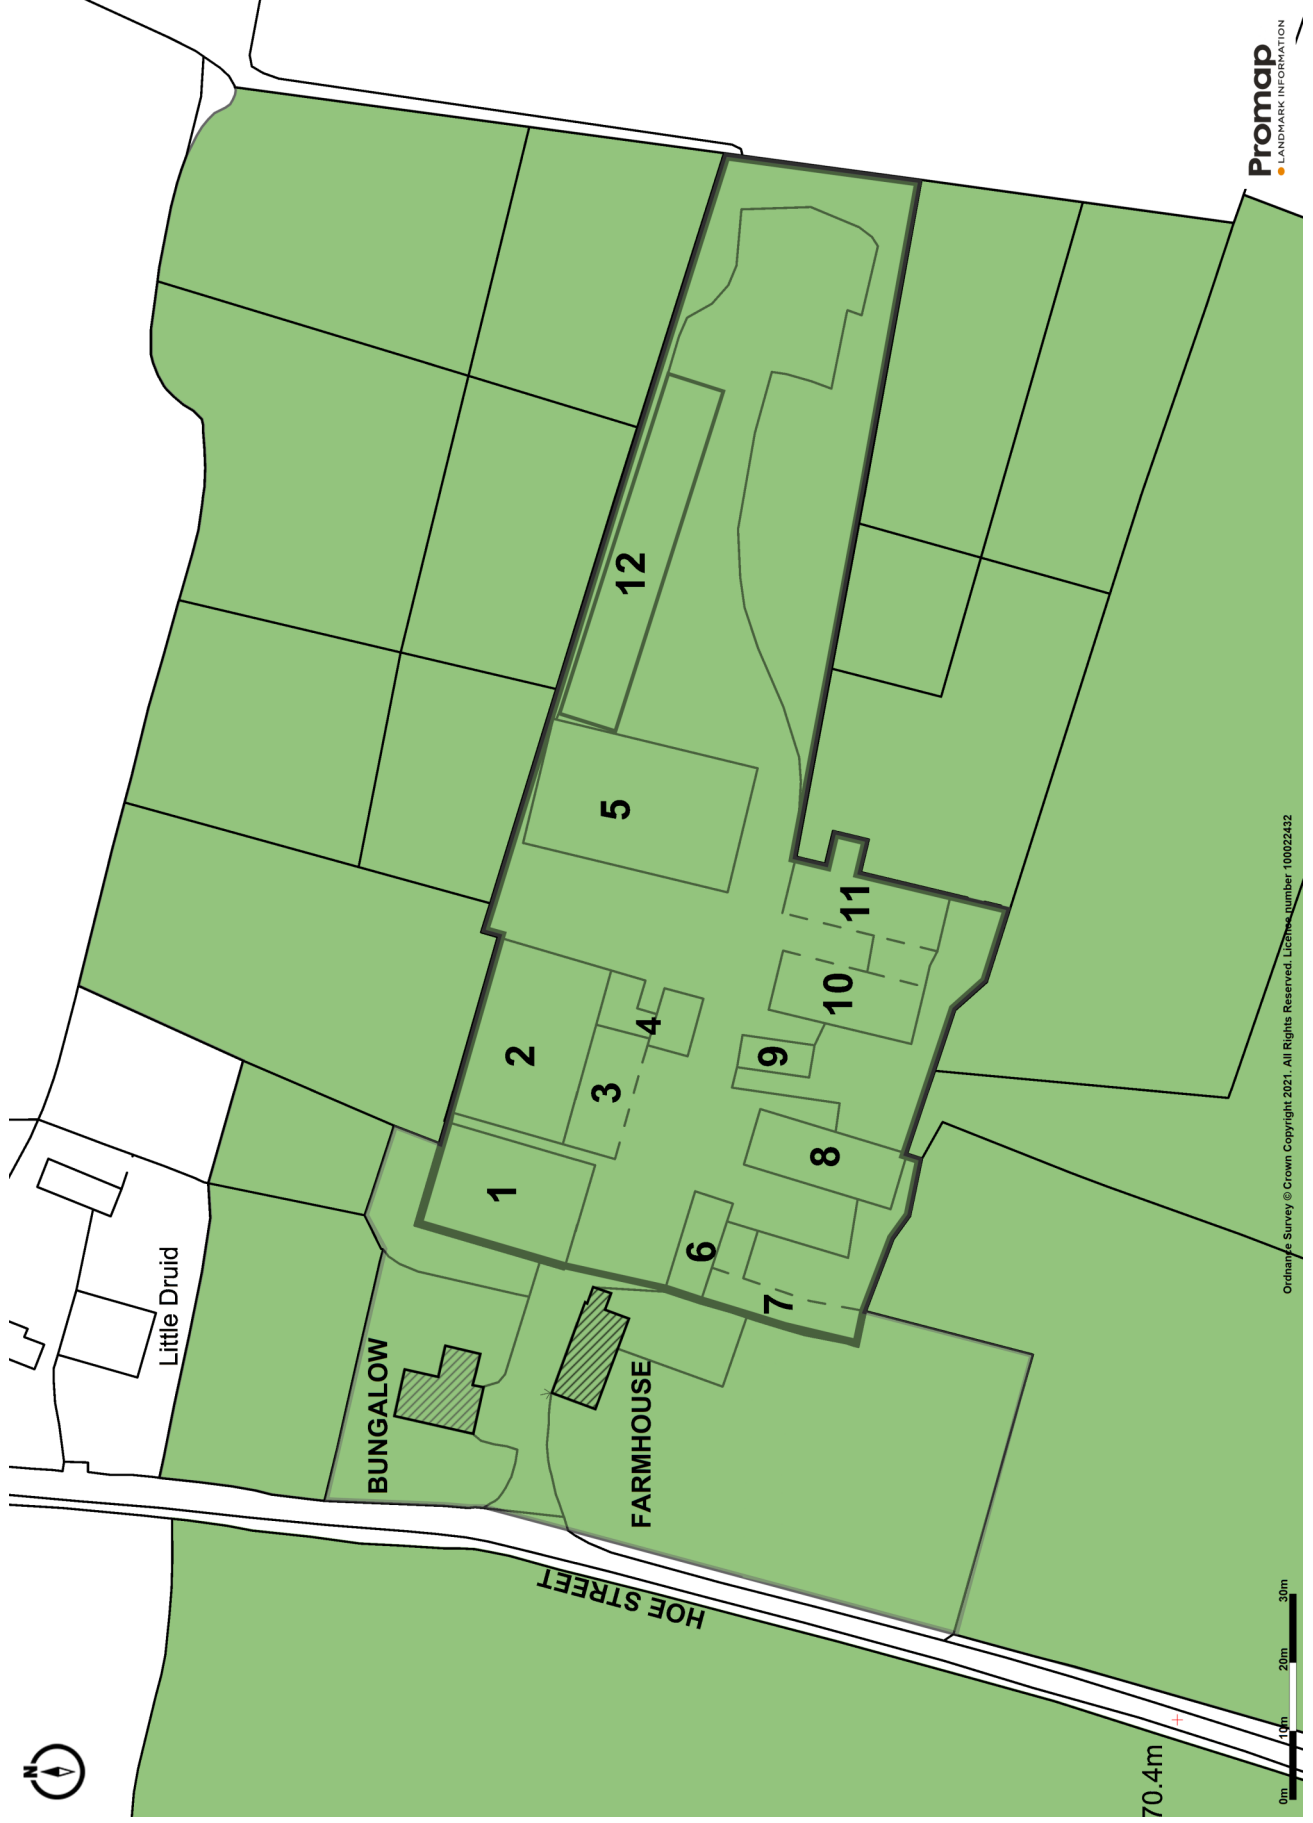 N
Little Druid
BUNGALOW
FARMHOUSE
HOE STREET
1
2
3
4
5
6
7
8
9
10
11
12
70.4m
0m
10m
20m
30m
Ordnance Survey © Crown Copyright 2021. All Rights Reserved. Licence number 100022432
Promap
LANDMARK INFORMATION